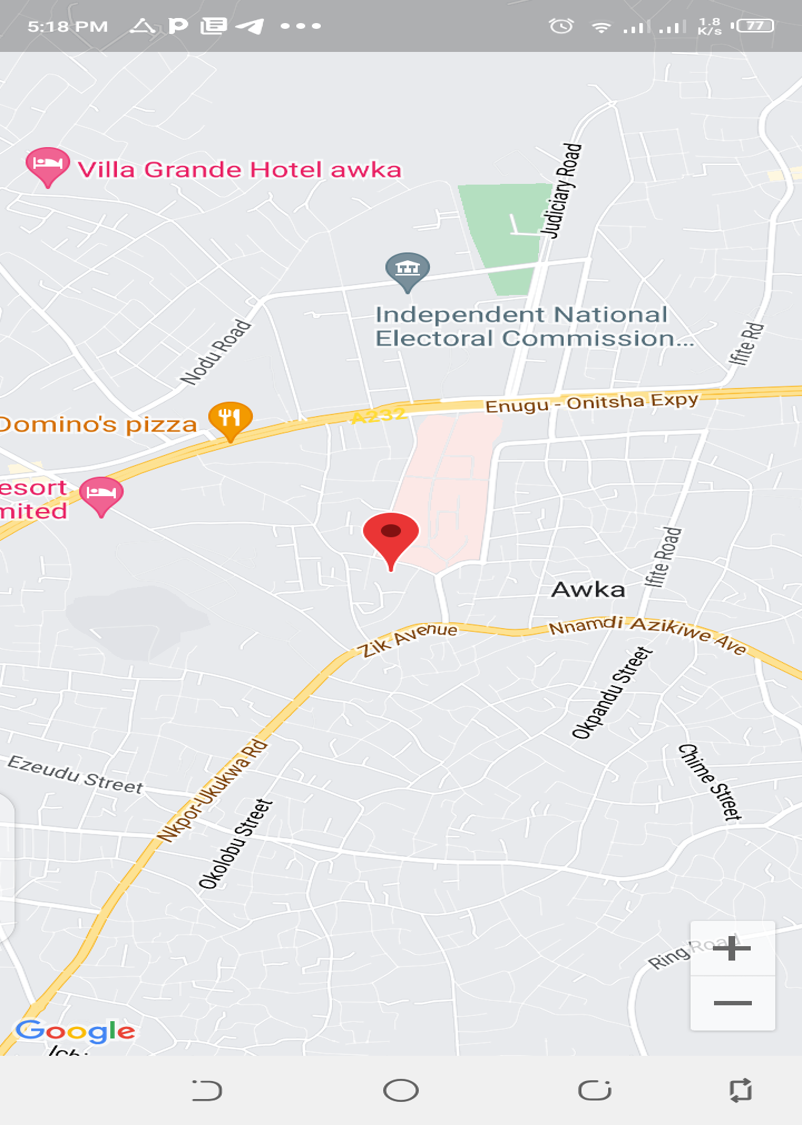 5:18 PM
1.8
K/s
77
Villa Grande Hotel awka
Judiciary Road
Independent National
Electoral Commission...
Nodu Road
Ifite Rd
A232
Enugu - Onitsha Expy
Domino's pizza
esort
mited
Ifite Road
Awka
Zik Avenue
Nnamdi Azikiwe Ave
Okpandu Street
Ezeudu Street
Nkpor-Ukukwa Rd
Chime Street
Okolobu Street
Ring Road
Google